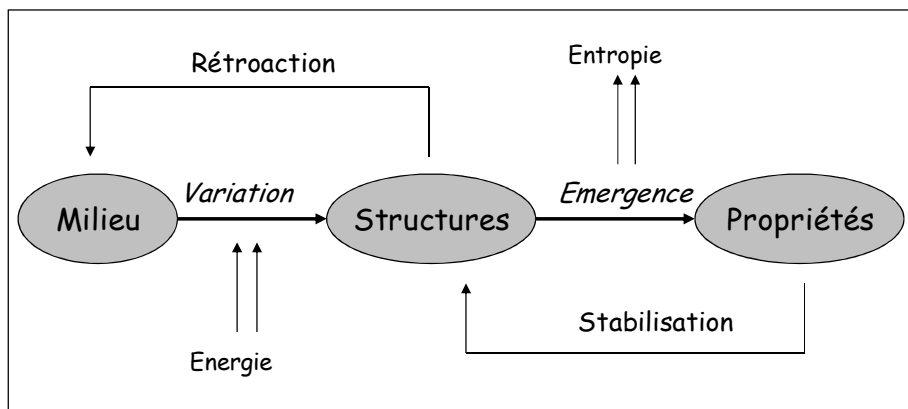 Rétroaction
Entropie
Variation
Emergence
Milieu
Structures
Propriétés
Stabilisation
Energie